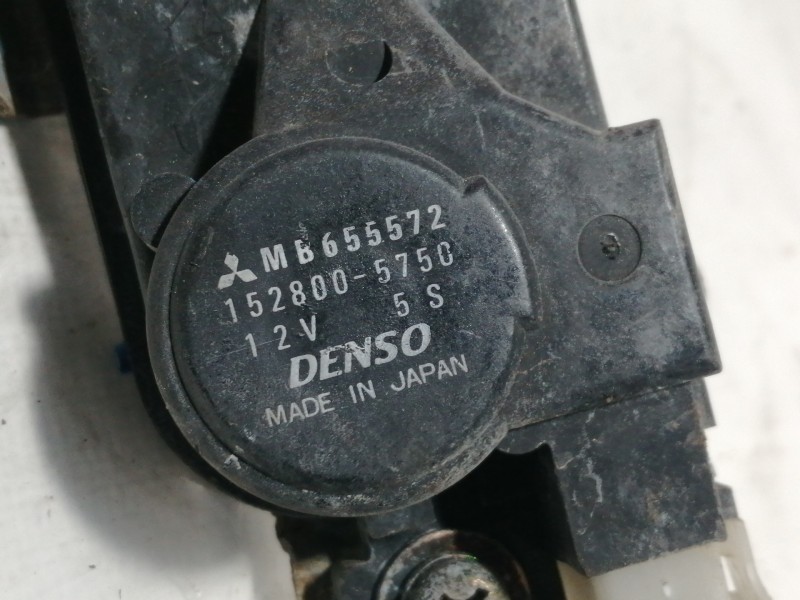 MB655572
152800-5750
12V 5S
DENSO
MADE IN JAPAN